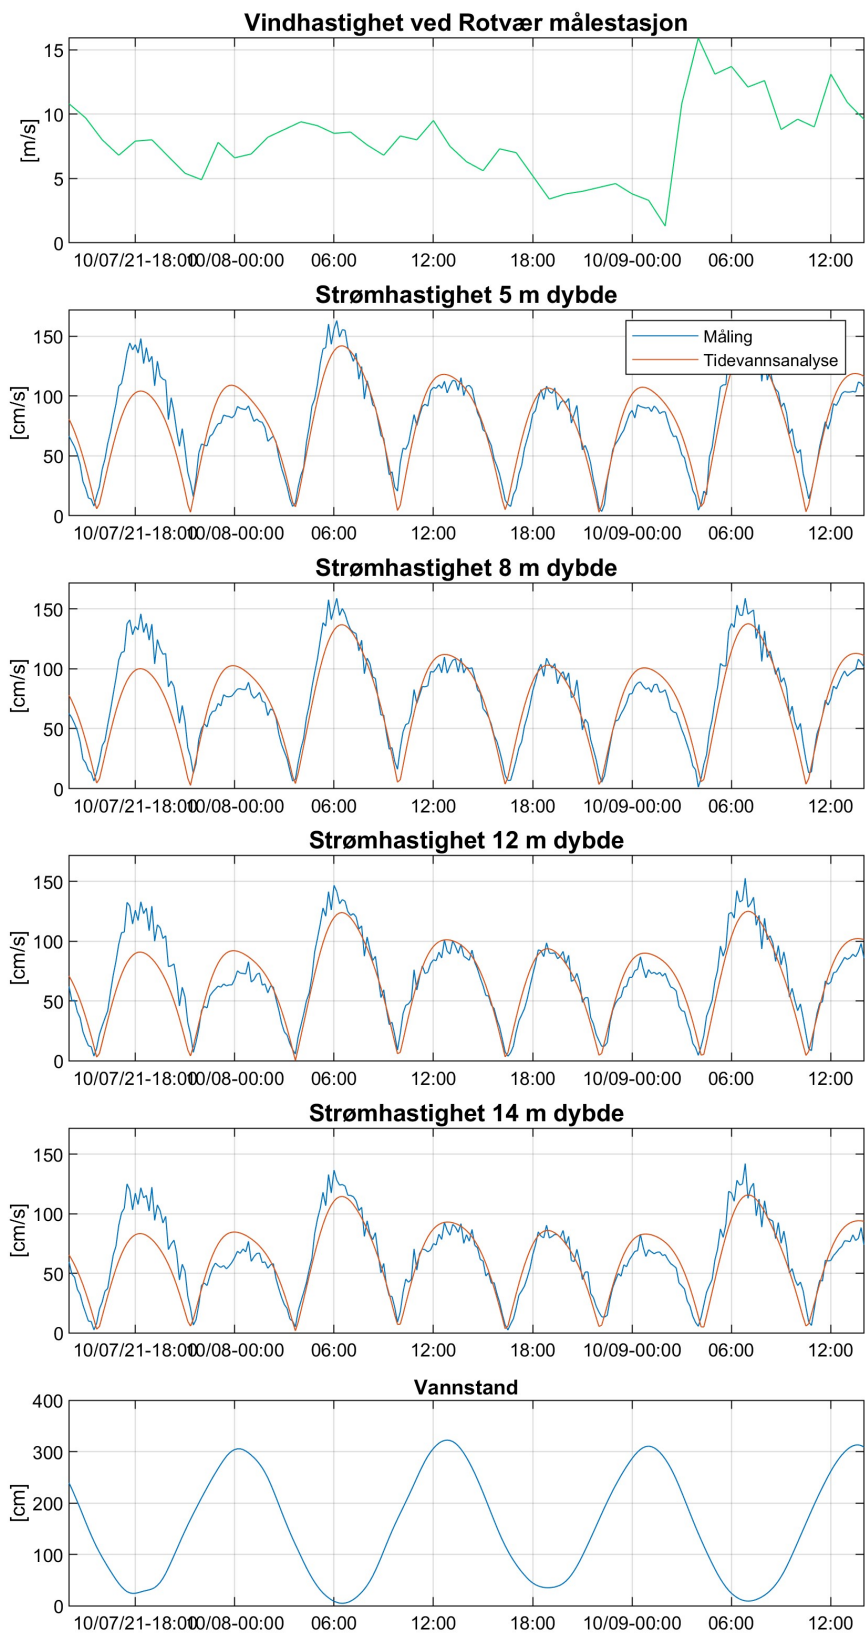 Vindhastighet ved Rotvær målestasjon
15
10
5
0
[m/s]
10/07/21-18:00 10/08-00:00 06:00 12:00 18:00 10/09-00:00 06:00 12:00
Strømhastighet 5 m dybde
150
100
50
0
[cm/s]
Måling
Tidevannsanalyse
10/07/21-18:00 10/08-00:00 06:00 12:00 18:00 10/09-00:00 06:00 12:00
Strømhastighet 8 m dybde
150
100
50
0
[cm/s]
10/07/21-18:00 10/08-00:00 06:00 12:00 18:00 10/09-00:00 06:00 12:00
Strømhastighet 12 m dybde
150
100
50
0
[cm/s]
10/07/21-18:00 10/08-00:00 06:00 12:00 18:00 10/09-00:00 06:00 12:00
Strømhastighet 14 m dybde
150
100
50
0
[cm/s]
10/07/21-18:00 10/08-00:00 06:00 12:00 18:00 10/09-00:00 06:00 12:00
Vannstand
400
300
200
100
0
[cm]
10/07/21-18:00 10/08-00:00 06:00 12:00 18:00 10/09-00:00 06:00 12:00